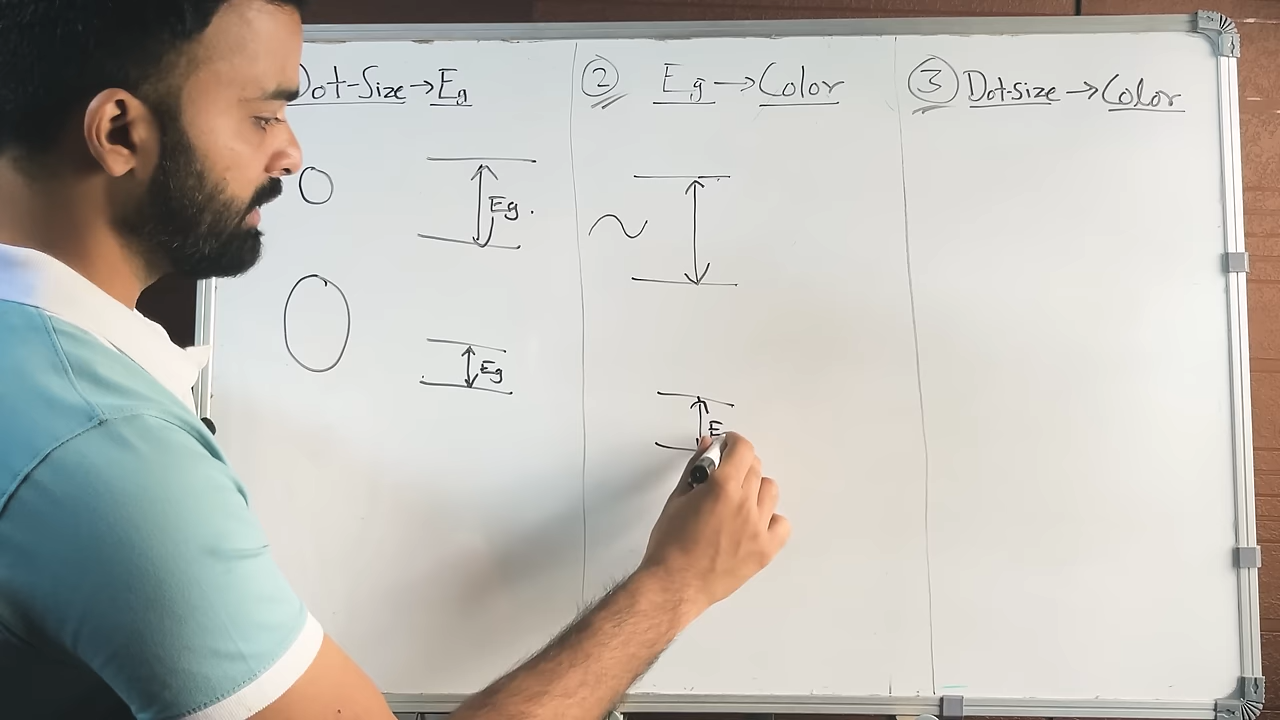 Dot-Size → Eg
Eg.
Eg
② Eg → Color
E
③ Dot-size → Color